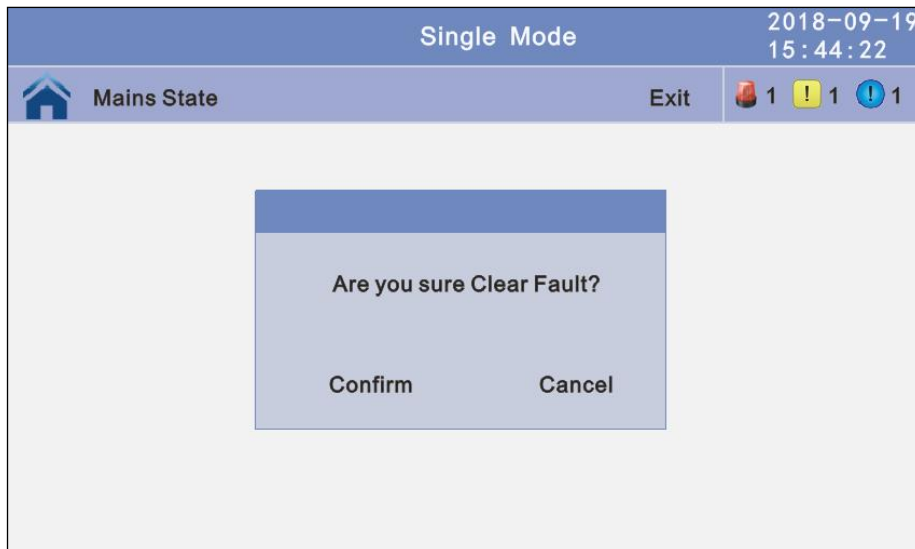 Single Mode
2018-09-19
15:44:22
Mains State
Exit
1 ! 1 ! 1
Are you sure Clear Fault?
Confirm
Cancel